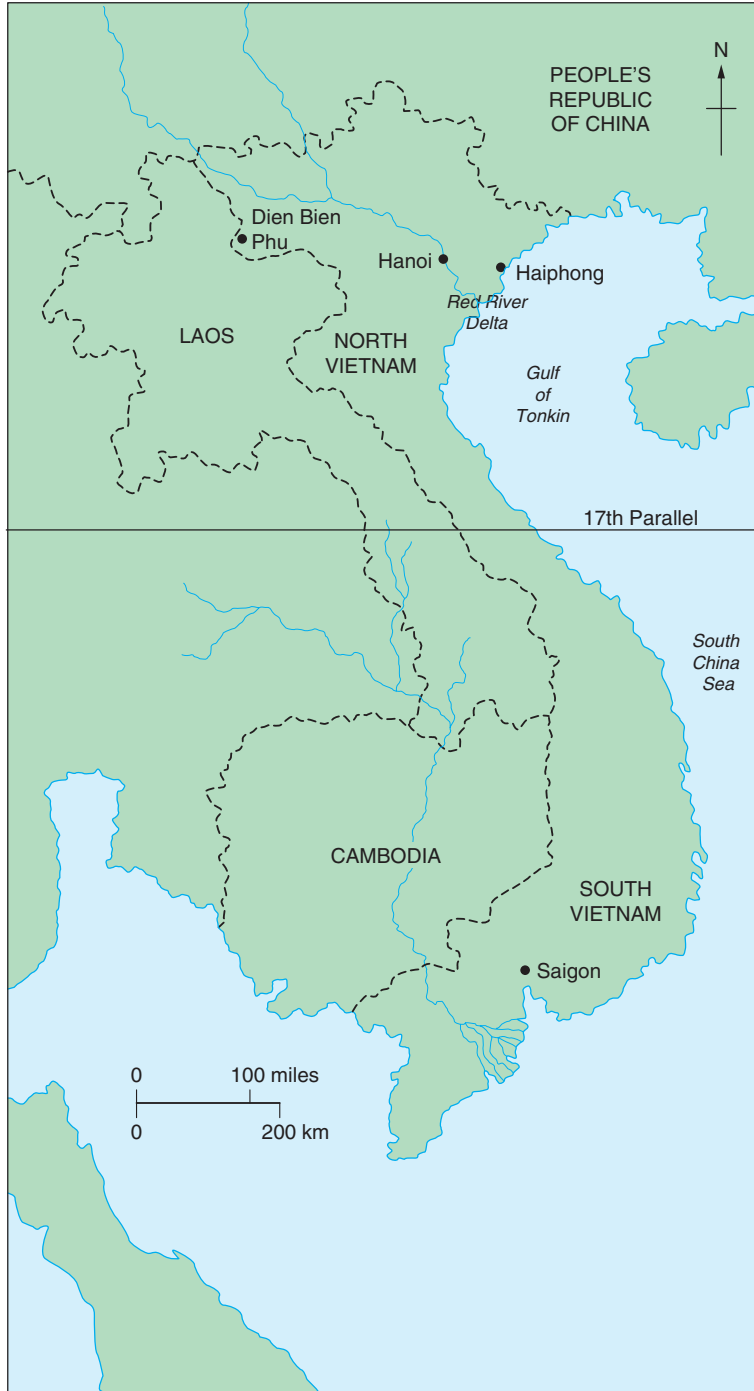 PEOPLE'S
REPUBLIC
OF CHINA
N
Dien Bien
Phu
Hanoi
Haiphong
Red River
Delta
LAOS
NORTH
VIETNAM
Gulf
of
Tonkin
17th Parallel
South
China
Sea
CAMBODIA
SOUTH
VIETNAM
Saigon
0 100 miles
0 200 km